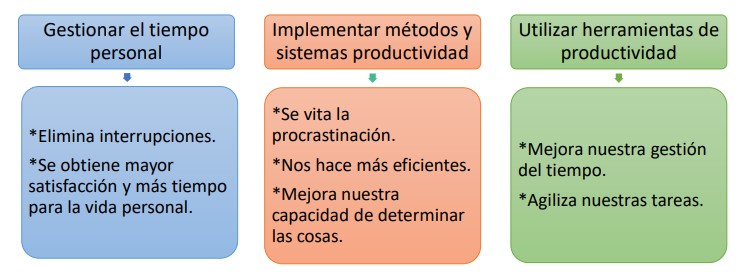 Gestionar el tiempo
personal
*Elimina interrupciones.
*Se obtiene mayor
satisfacción y más tiempo
para la vida personal.
Implementar métodos y
sistemas productividad
*Se vita la
procrastinación.
*Nos hace más eficientes.
*Mejora nuestra
capacidad de determinar
las cosas.
Utilizar herramientas de
productividad
*Mejora nuestra gestión
del tiempo.
*Agiliza nuestras tareas.